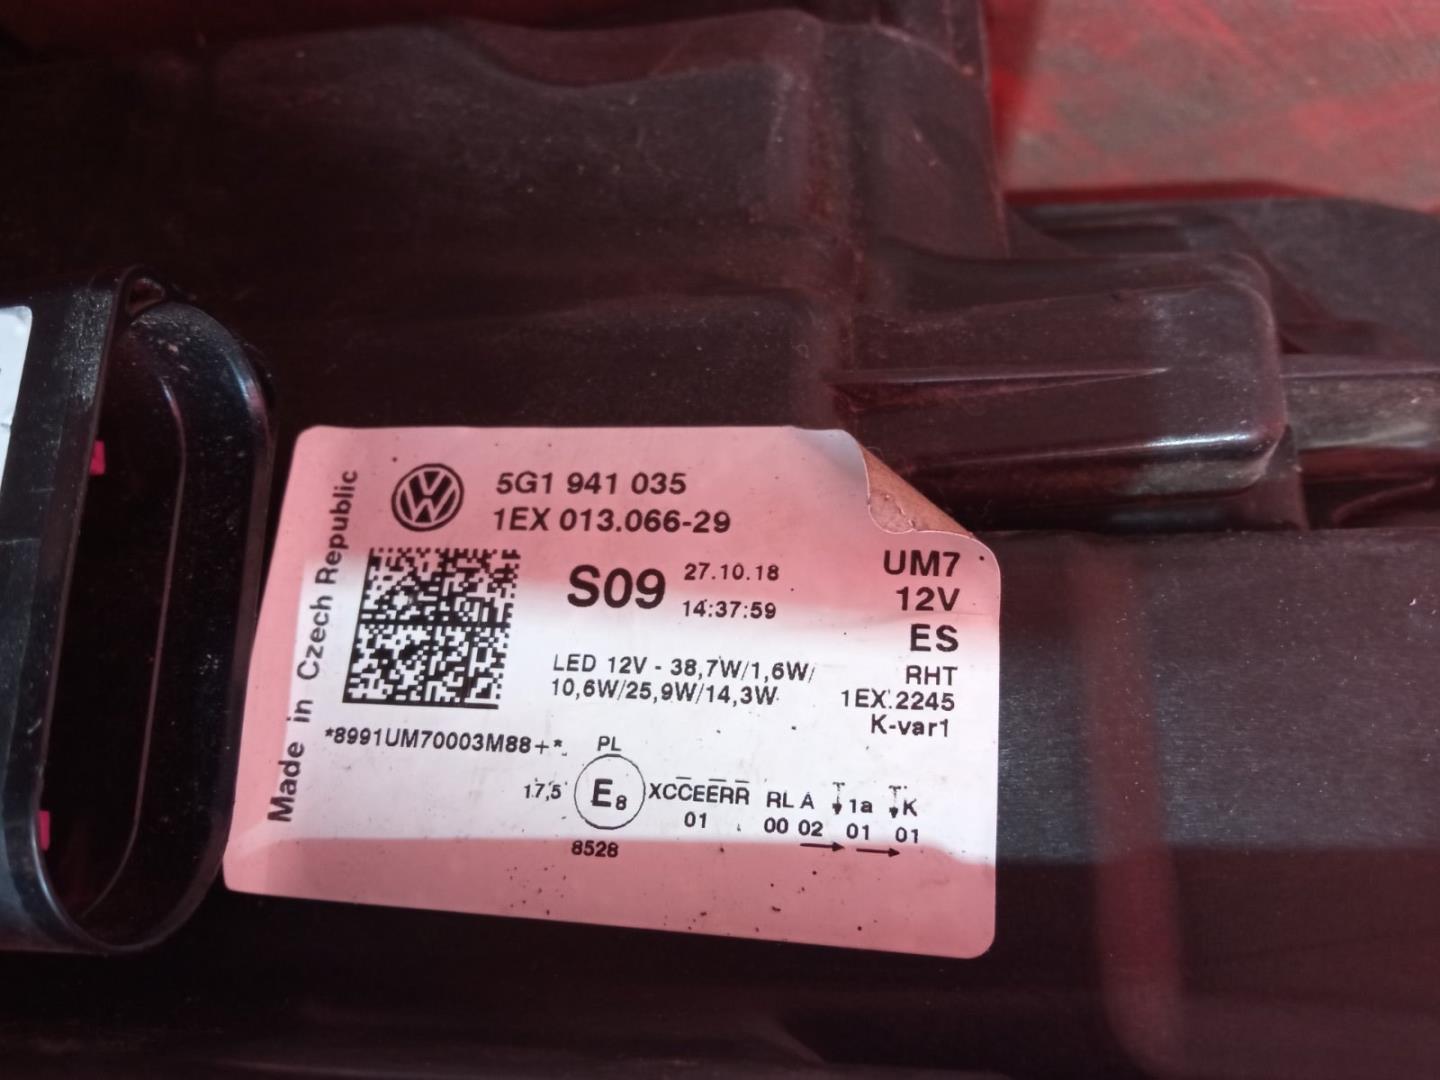 5G1 941 035
1EX 013.066-29
Made in Czech Republic
S09
27.10.18
14:37:59
UM7
12V
ES
RHT
1EX.2245
K-var1
LED 12V - 38,7W/1,6W/
10,6W/25,9W/14,3W
*8991UM70003M88+*
PL
17,5
E8
XCCEERR
01
RL A 1a K
00 02 01 01
8528